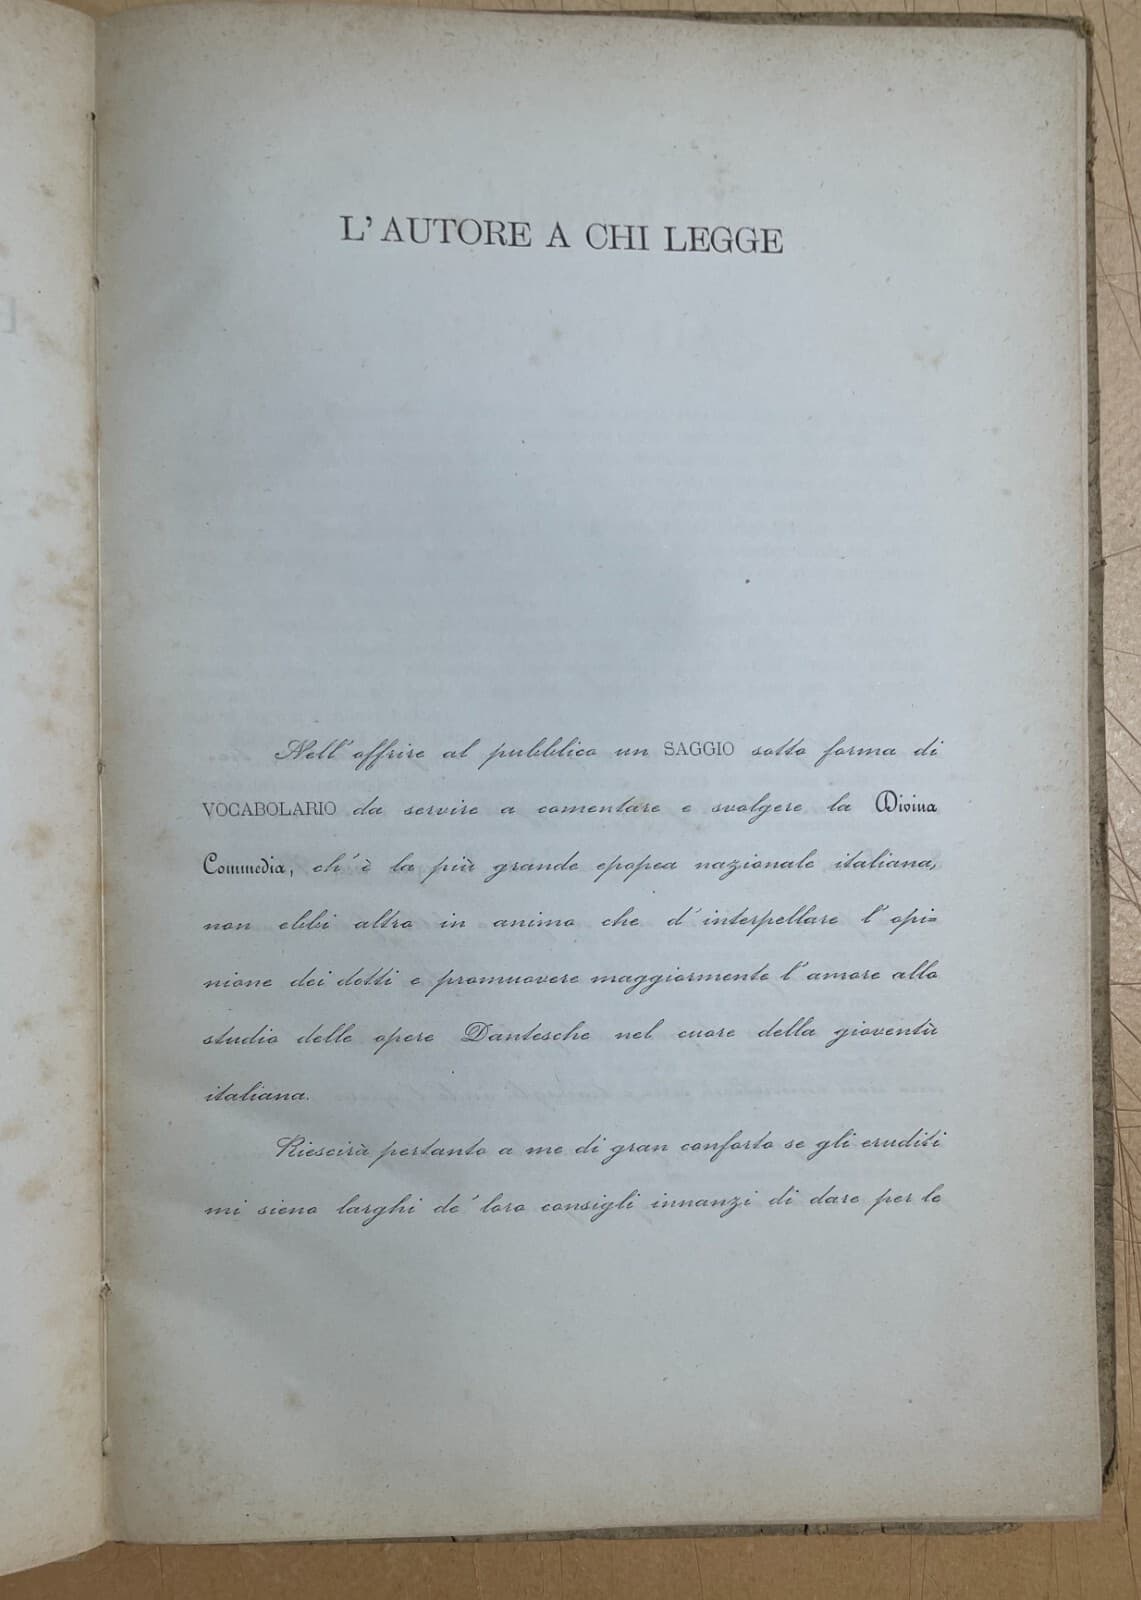 L' AUTORE A CHI LEGGE
Nell' offrire al pubblico un SAGGIO sotto forma di
VOCABOLARIO da servire a comentare e svolgere la Divina
Commedia, ch' è la più grande epopea nazionale italiana,
non ebbi altro in animo che d' interpellare l' opi=
nione dei dotti e promuovere maggiormente l' amore allo
studio delle opere Dantesche nel cuore della gioventù
italiana.
Riescirà pertanto a me di gran conforto se gli eruditi
mi sieno larghi de' loro consigli innanzi di dare per le